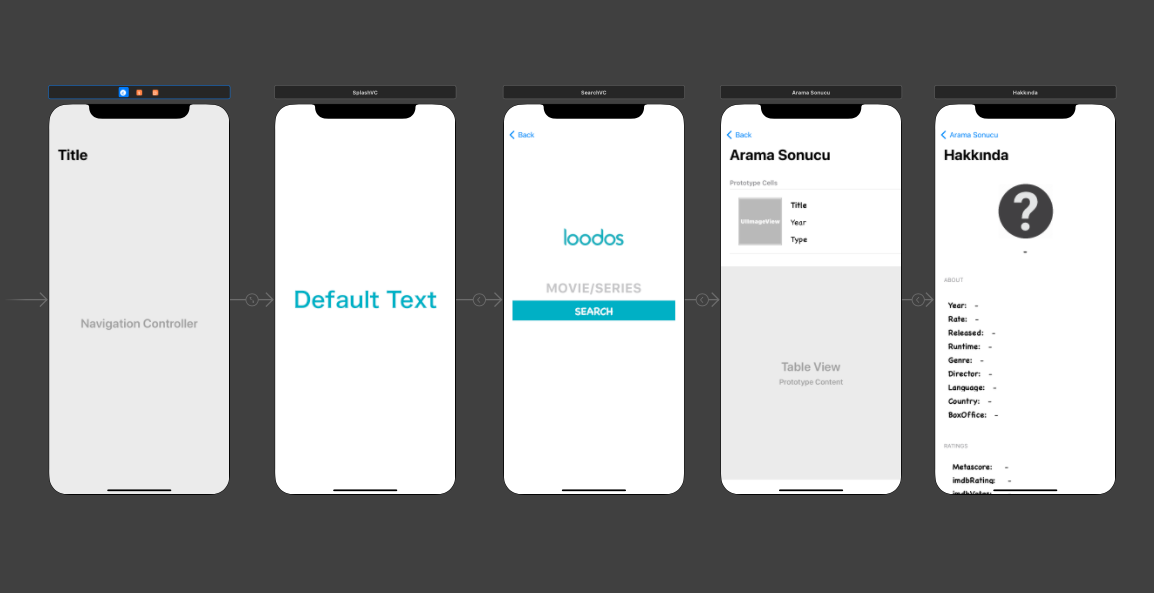 Title
Navigation Controller
SplashVC
Default Text
SearchVC
Back
loodos
MOVIE/SERIES
SEARCH
Arama Sonucu
Back
Arama Sonucu
Prototype Cells
UIImageView
Title
Year
Type
Table View
Prototype Content
Hakkında
Arama Sonucu
Hakkında
?
-
ABOUT
Year: -
Rate: -
Released: -
Runtime: -
Genre: -
Director: -
Language: -
Country: -
BoxOffice: -
RATINGS
Metascore: -
imdbRating: -
imdbVotes: